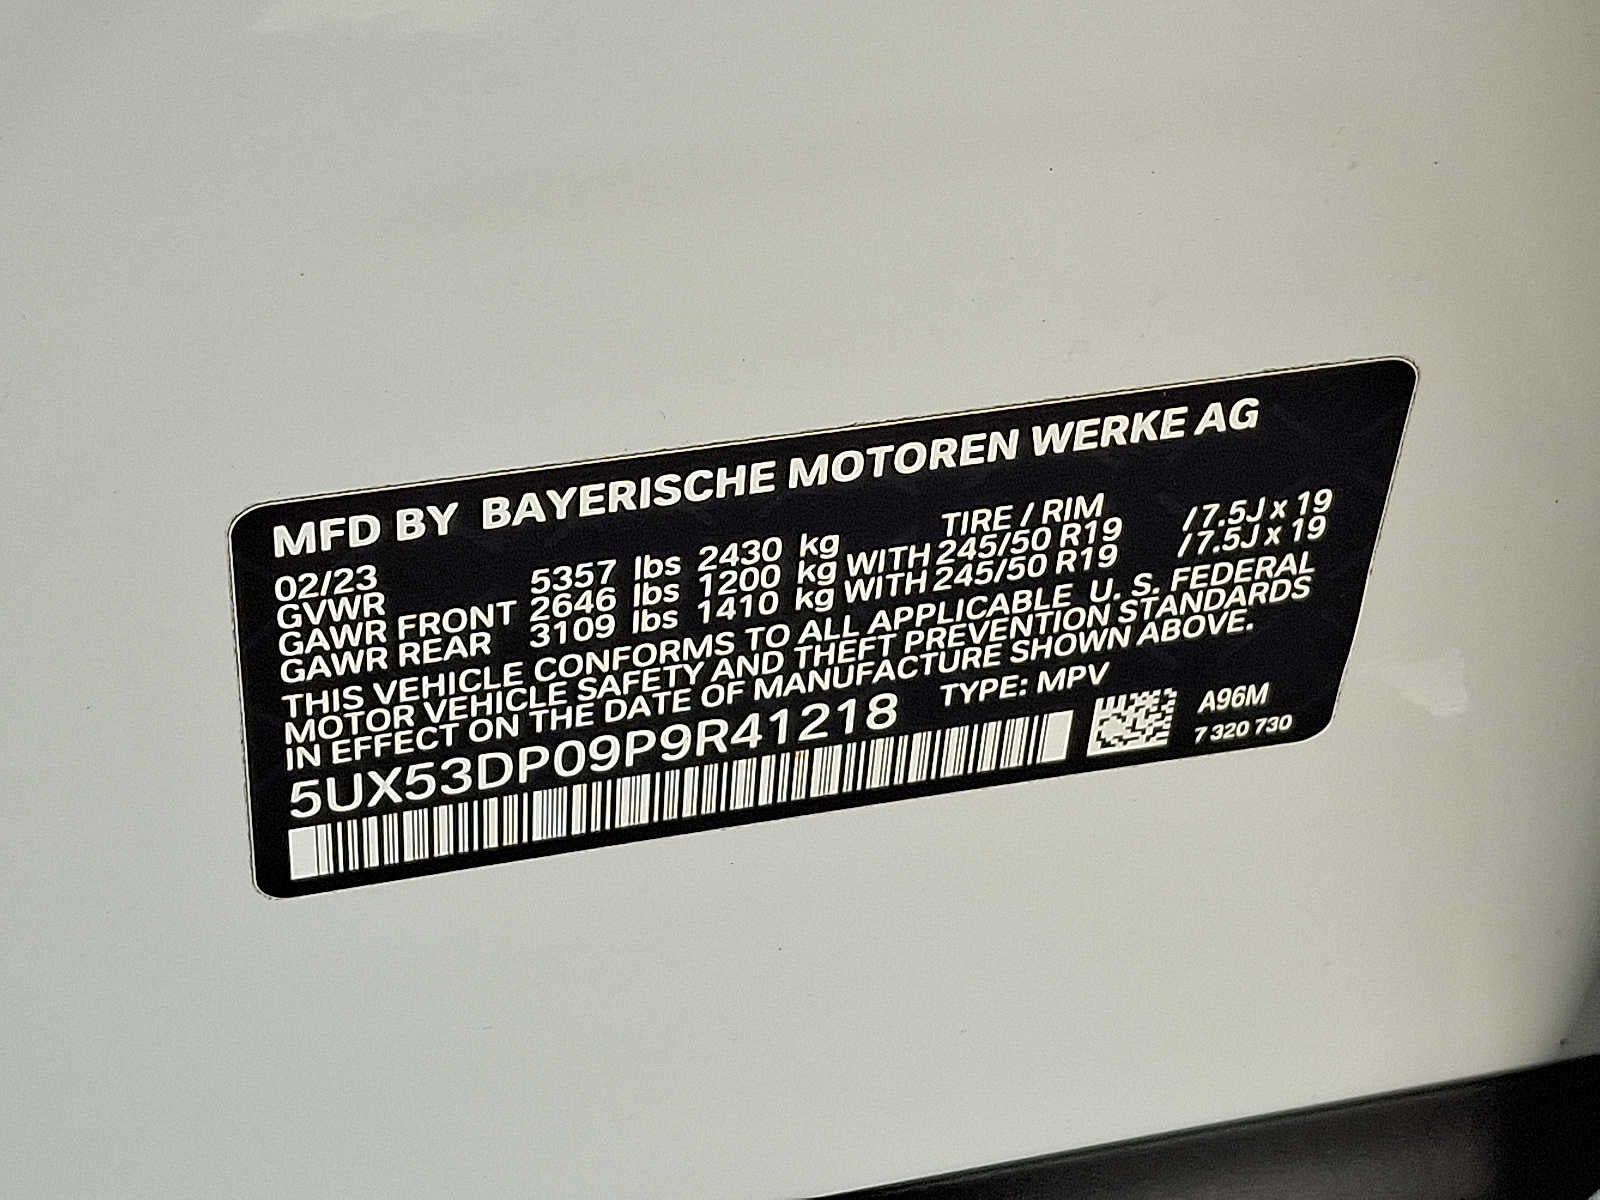 MFD BY BAYERISCHE MOTOREN WERKE AG
02/23 TIRE / RIM
GVWR 5357 lbs 2430 kg
GAWR FRONT 2646 lbs 1200 kg WITH 245/50 R19 / 7.5J x 19
GAWR REAR 3109 lbs 1410 kg WITH 245/50 R19 / 7.5J x 19
THIS VEHICLE CONFORMS TO ALL APPLICABLE U. S. FEDERAL
MOTOR VEHICLE SAFETY AND THEFT PREVENTION STANDARDS
IN EFFECT ON THE DATE OF MANUFACTURE SHOWN ABOVE.
5UX53DP09P9R41218 TYPE: MPV
A96M
7 320 730